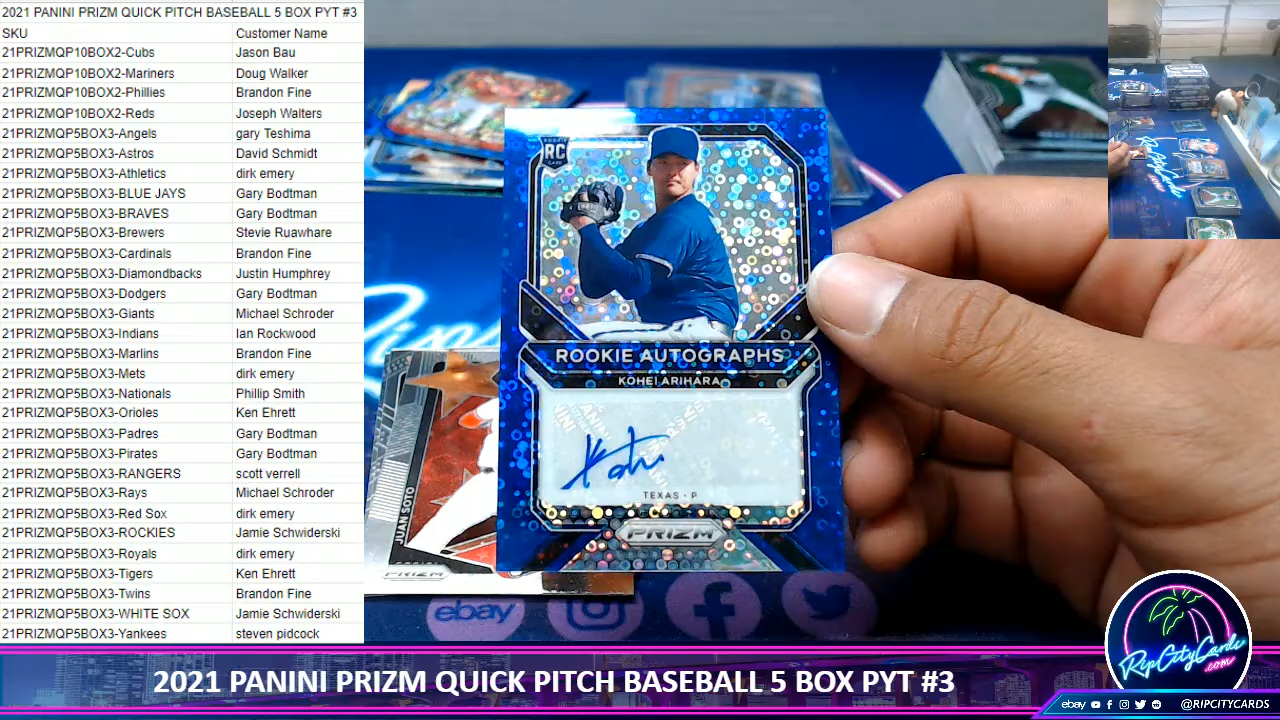 2021 PANINI PRIZM QUICK PITCH BASEBALL 5 BOX PYT #3
SKU Customer Name
21PRIZMQP10BOX2-Cubs Jason Bau
21PRIZMQP10BOX2-Mariners Doug Walker
21PRIZMQP10BOX2-Phillies Brandon Fine
21PRIZMQP10BOX2-Reds Joseph Walters
21PRIZMQP5BOX3-Angels gary Teshima
21PRIZMQP5BOX3-Astros David Schmidt
21PRIZMQP5BOX3-Athletics dirk emery
21PRIZMQP5BOX3-BLUE JAYS Gary Bodtman
21PRIZMQP5BOX3-BRAVES Gary Bodtman
21PRIZMQP5BOX3-Brewers Stevie Ruawhare
21PRIZMQP5BOX3-Cardinals Brandon Fine
21PRIZMQP5BOX3-Diamondbacks Justin Humphrey
21PRIZMQP5BOX3-Dodgers Gary Bodtman
21PRIZMQP5BOX3-Giants Michael Schroder
21PRIZMQP5BOX3-Indians Ian Rockwood
21PRIZMQP5BOX3-Marlins Brandon Fine
21PRIZMQP5BOX3-Mets dirk emery
21PRIZMQP5BOX3-Nationals Phillip Smith
21PRIZMQP5BOX3-Orioles Ken Ehrett
21PRIZMQP5BOX3-Padres Gary Bodtman
21PRIZMQP5BOX3-Pirates Gary Bodtman
21PRIZMQP5BOX3-RANGERS scott verrell
21PRIZMQP5BOX3-Rays Michael Schroder
21PRIZMQP5BOX3-Red Sox dirk emery
21PRIZMQP5BOX3-ROCKIES Jamie Schwiderski
21PRIZMQP5BOX3-Royals dirk emery
21PRIZMQP5BOX3-Tigers Ken Ehrett
21PRIZMQP5BOX3-Twins Brandon Fine
21PRIZMQP5BOX3-WHITE SOX Jamie Schwiderski
21PRIZMQP5BOX3-Yankees steven pidcock
RC
ROOKIE AUTOGRAPHS
KOHEI ARIHARA
TEXAS - P
PRIZM
JUAN SOTO
PRIZM
ebay
RipCityCards
.com
2021 PANINI PRIZM QUICK PITCH BASEBALL 5 BOX PYT #3
ebay @RIPCITYCARDS